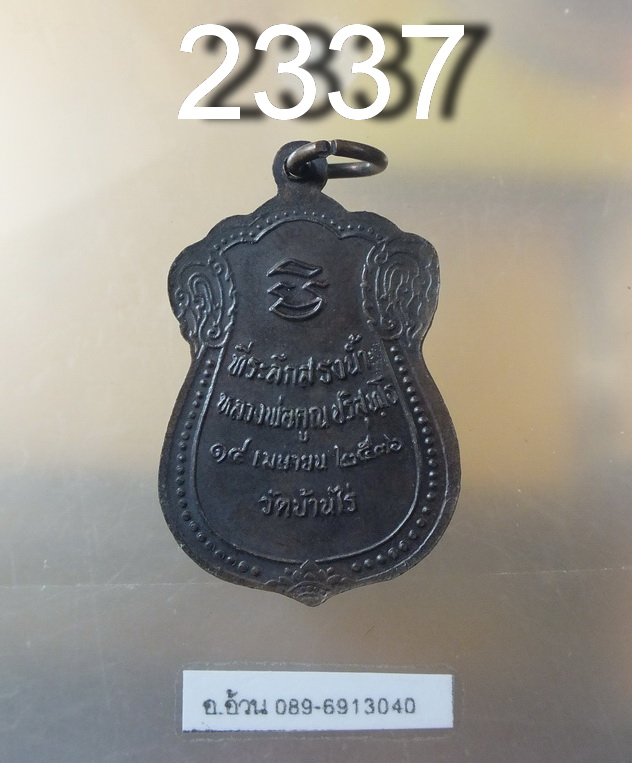 2337
ที่ระลึกสรงน้ำ
หลวงพ่อคูณ ปริสุทฺโธ
๑๔ เมษายน ๒๕๓๖
วัดบ้านไร่
อ.อ้วน 089-6913040